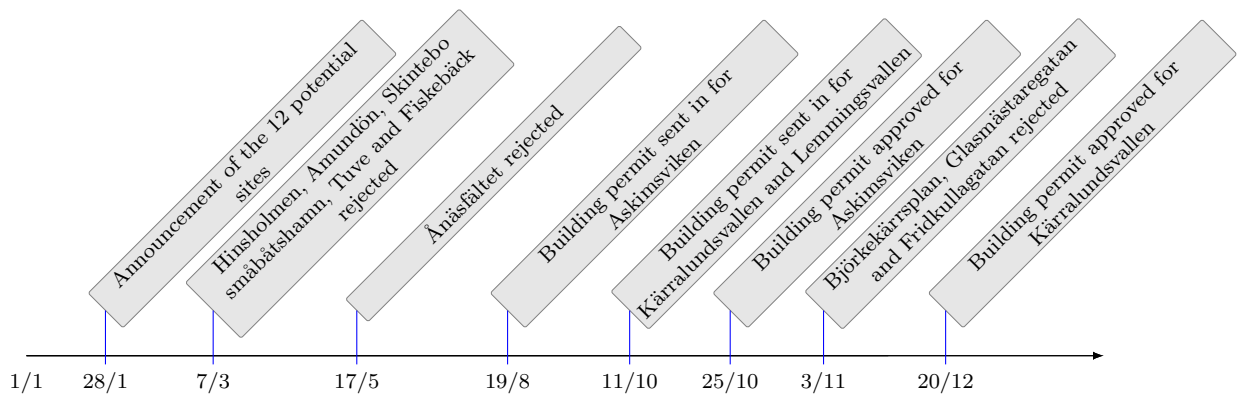 Announcement of the 12 potential
sites
Hinsholmen, Amundön, Skintebo
småbåtshamn, Tuve and Fiskebäck
rejected
Ånäsfältet rejected
Building permit sent in for
Askimsviken
Building permit sent in for
Kärralundsvallen and Lemmingsvallen
Building permit approved for
Askimsviken
Björkekärrsplan, Glasmästaregatan
and Fridkullagatan rejected
Building permit approved for
Kärralundsvallen
1/1 28/1 7/3 17/5 19/8 11/10 25/10 3/11 20/12